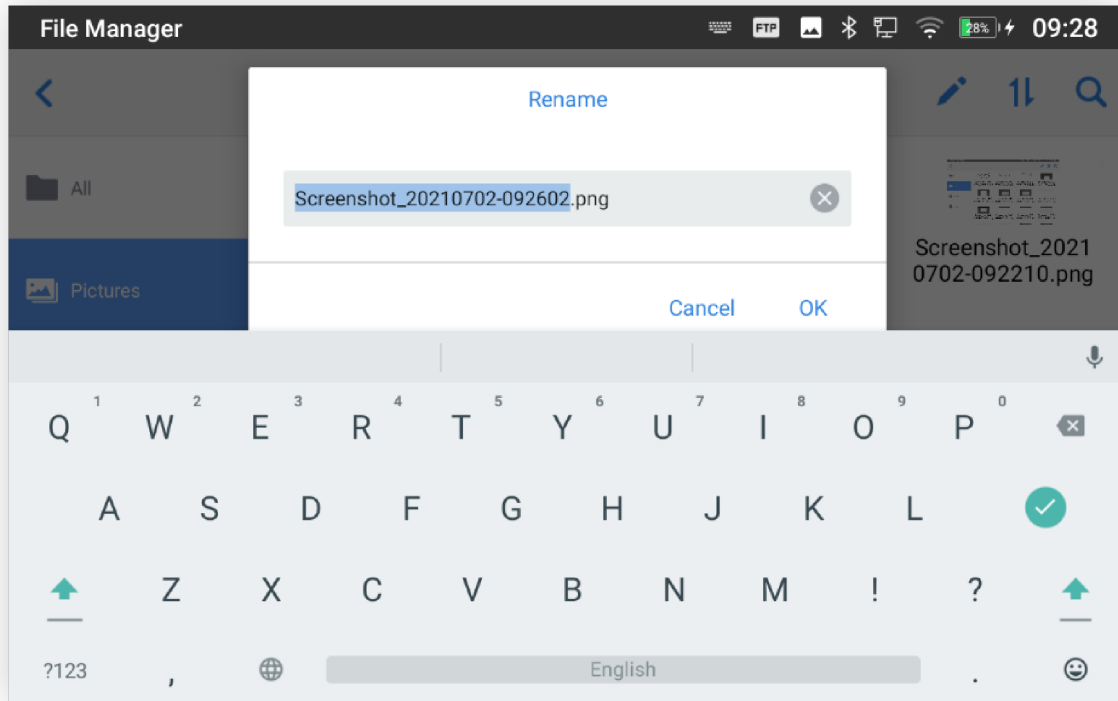 File Manager
FTP
28%
09:28
Rename
All
Screenshot_20210702-092602.png
Screenshot_2021
0702-092210.png
Pictures
Cancel OK
1 2 3 4 5 6 7 8 9 0
Q W E R T Y U I O P
A S D F G H J K L
Z X C V B N M ! ?
?123 , English .